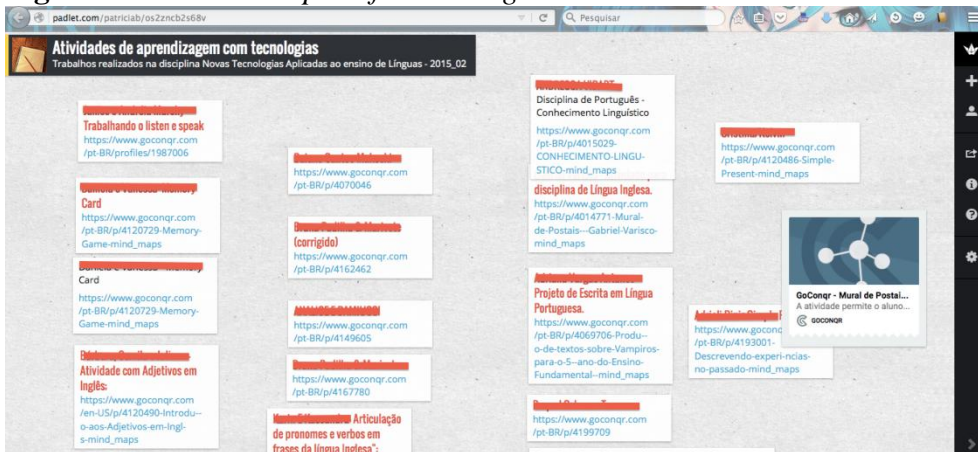 padlet.com/patriclab/os2zncb2s68v
Pesquisar
Atividades de aprendizagem com tecnologias
Trabalhos realizados na disciplina Novas Tecnologias Aplicadas ao ensino de Línguas - 2015_02
Trabalhando o listen e speak
https://www.goconqr.com
/pt-BR/profiles/1987006
Card
https://www.goconqr.com
/pt-BR/p/4120729-Memory-
Game-mind_maps
Card
https://www.goconqr.com
/pt-BR/p/4120729-Memory-
Game-mind_maps
Atividade com Adjetivos em
Inglês:
https://www.goconqr.com
/en-US/p/4120490-Introdu--
o-aos-Adjetivos-em-Ingl-
s-mind_maps
https://www.goconqr.com
/pt-BR/p/4070046
(corrigido)
https://www.goconqr.com
/pt-BR/p/4162462
https://www.goconqr.com
/pt-BR/p/4149605
https://www.goconqr.com
/pt-BR/p/4167780
Articulação
de pronomes e verbos em
frases da língua Inglesa":
Disciplina de Português -
Conhecimento Linguístico
https://www.goconqr.com
/pt-BR/p/4015029-
CONHECIMENTO-LINGU-
STICO-mind_maps
disciplina de Língua Inglesa.
https://www.goconqr.com
/pt-BR/p/4014771-Mural-
de-Postais---Gabriel-Varisco-
mind_maps
Projeto de Escrita em Língua
Portuguesa.
https://www.goconqr.com
/pt-BR/p/4069706-Produ--
o-de-textos-sobre-Vampiros-
para-o-5--ano-do-Ensino-
Fundamental--mind_maps
https://www.goconqr.com
/pt-BR/p/4199709
https://www.goconqr.com
/pt-BR/p/4120486-Simple-
Present-mind_maps
https://www.gocono
/pt-BR/p/4193001-
Descrevendo-experi-ncias-
no-passado-mind_maps
GoConqr - Mural de Postai...
A atividade permite o aluno...
GOCONQR